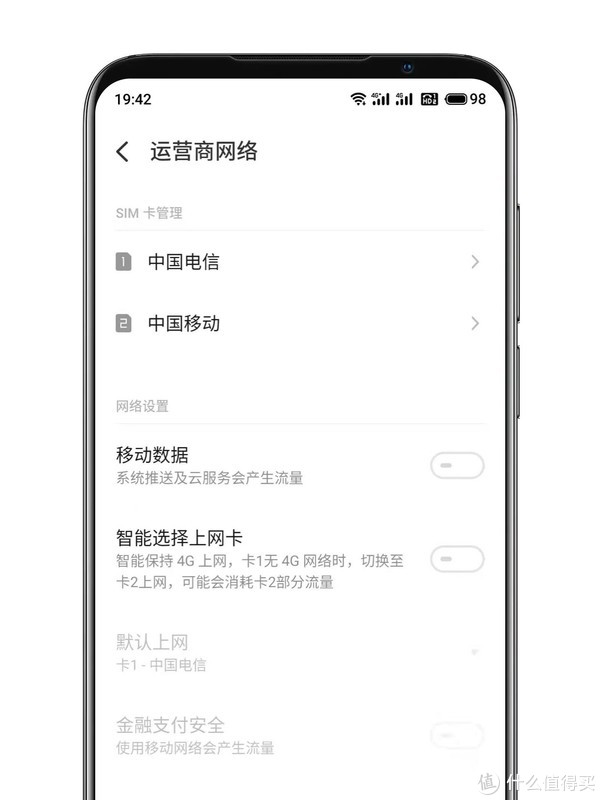 19:42
4G+
4G
HD 1
2
98
运营商网络
SIM 卡管理
1
中国电信
2
中国移动
网络设置
移动数据
系统推送及云服务会产生流量
智能选择上网卡
智能保持 4G 上网，卡1无 4G 网络时，切换至
卡2上网，可能会消耗卡2部分流量
默认上网
卡1 - 中国电信
金融支付安全
使用移动网络会产生流量
值 什么值得买